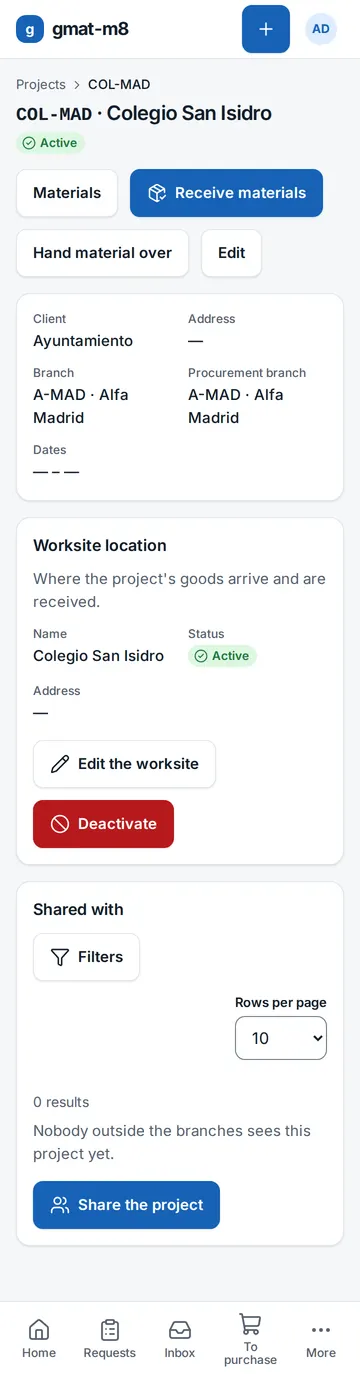 g gmat-m8 + AD
Projects > COL-MAD
COL-MAD · Colegio San Isidro
Active
Materials
Receive materials
Hand material over
Edit
Client
Address
Ayuntamiento
—
Branch
Procurement branch
A-MAD · Alfa
Madrid
A-MAD · Alfa
Madrid
Dates
— – —
Worksite location
Where the project's goods arrive and are
received.
Name
Status
Colegio San Isidro
Active
Address
—
Edit the worksite
Deactivate
Shared with
Filters
Rows per page
10
0 results
Nobody outside the branches sees this
project yet.
Share the project
Home
Requests
Inbox
To
purchase
More